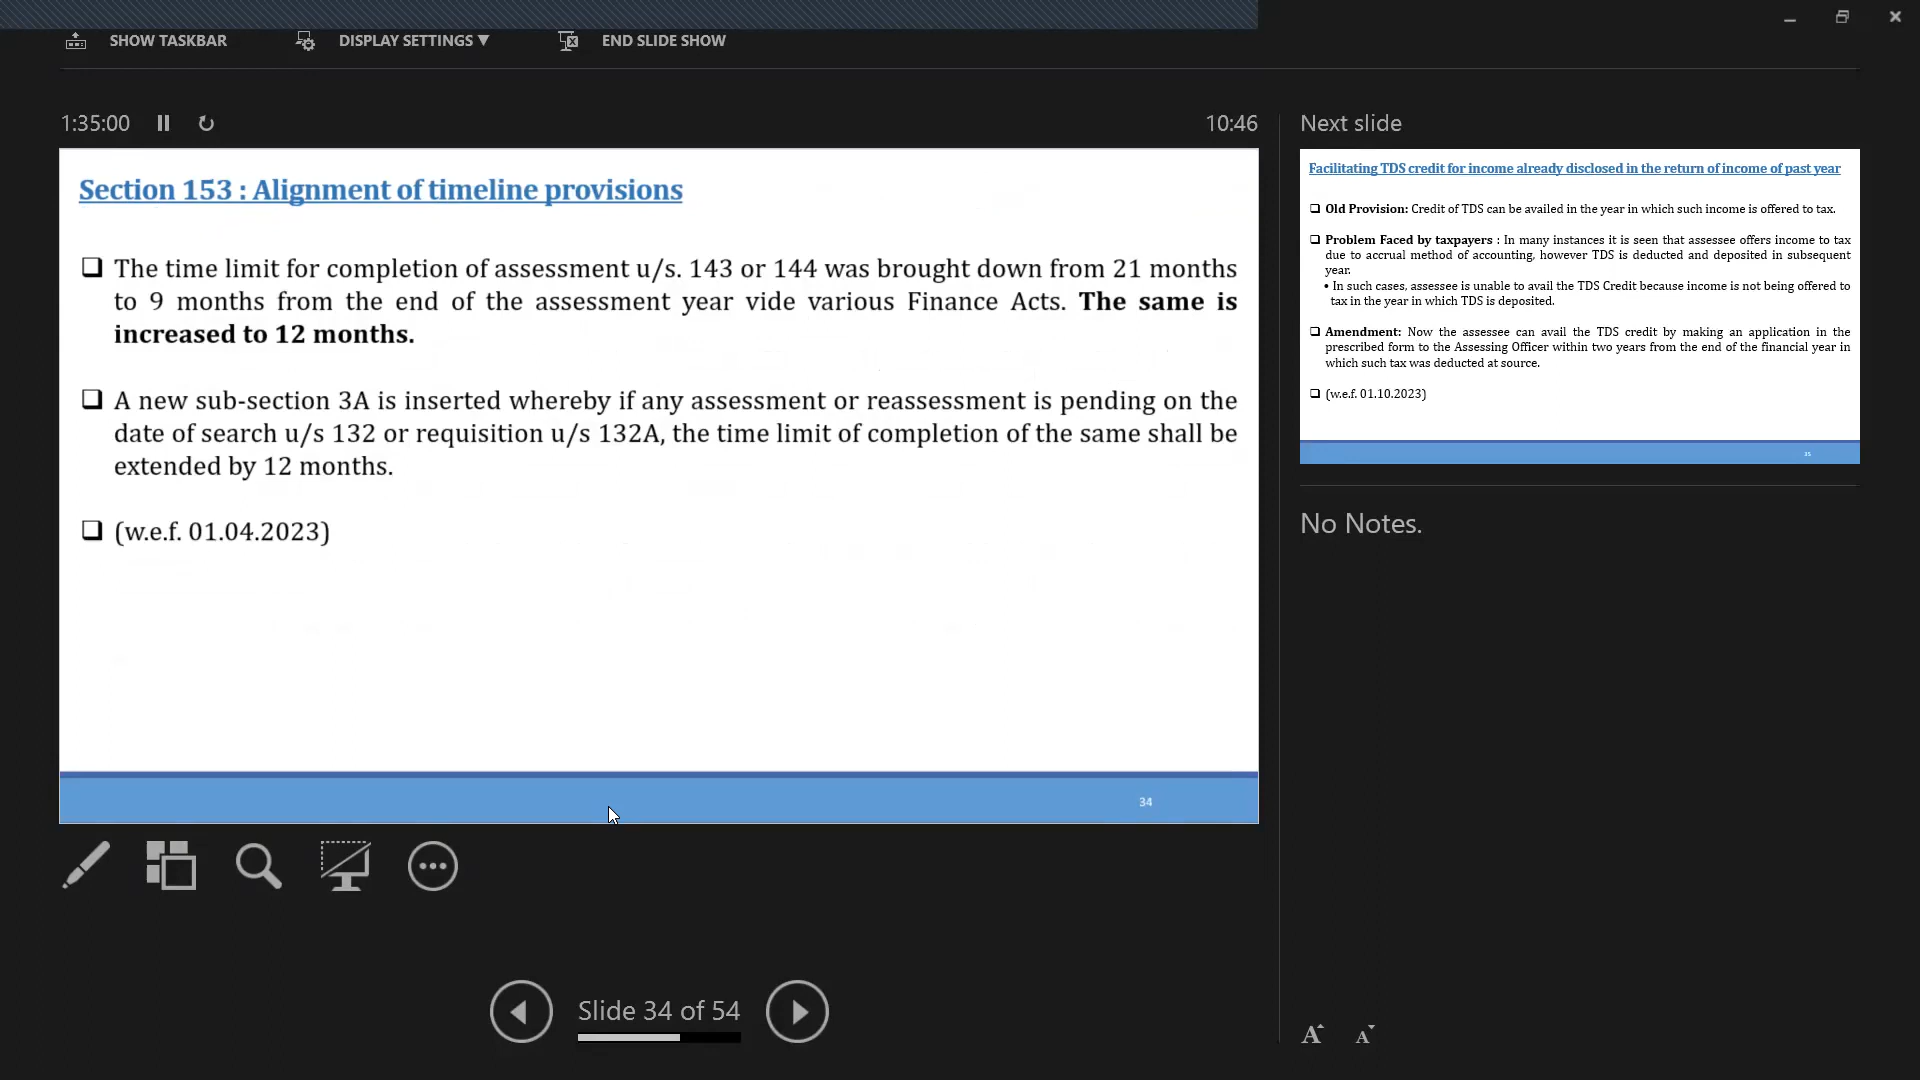 SHOW TASKBAR
DISPLAY SETTINGS ▼
END SLIDE SHOW
1:35:00
10:46
Section 153 : Alignment of timeline provisions
❑ The time limit for completion of assessment u/s. 143 or 144 was brought down from 21 months
to 9 months from the end of the assessment year vide various Finance Acts. The same is
increased to 12 months.
❑ A new sub-section 3A is inserted whereby if any assessment or reassessment is pending on the
date of search u/s 132 or requisition u/s 132A, the time limit of completion of the same shall be
extended by 12 months.
❑ (w.e.f. 01.04.2023)
34
Slide 34 of 54
Next slide
Facilitating TDS credit for income already disclosed in the return of income of past year
❑ Old Provision: Credit of TDS can be availed in the year in which such income is offered to tax.
❑ Problem Faced by taxpayers : In many instances it is seen that assessee offers income to tax
due to accrual method of accounting, however TDS is deducted and deposited in subsequent
year.
• In such cases, assessee is unable to avail the TDS Credit because income is not being offered to
tax in the year in which TDS is deposited.
❑ Amendment: Now the assessee can avail the TDS credit by making an application in the
prescribed form to the Assessing Officer within two years from the end of the financial year in
which such tax was deducted at source.
❑ (w.e.f. 01.10.2023)
35
No Notes.
A A